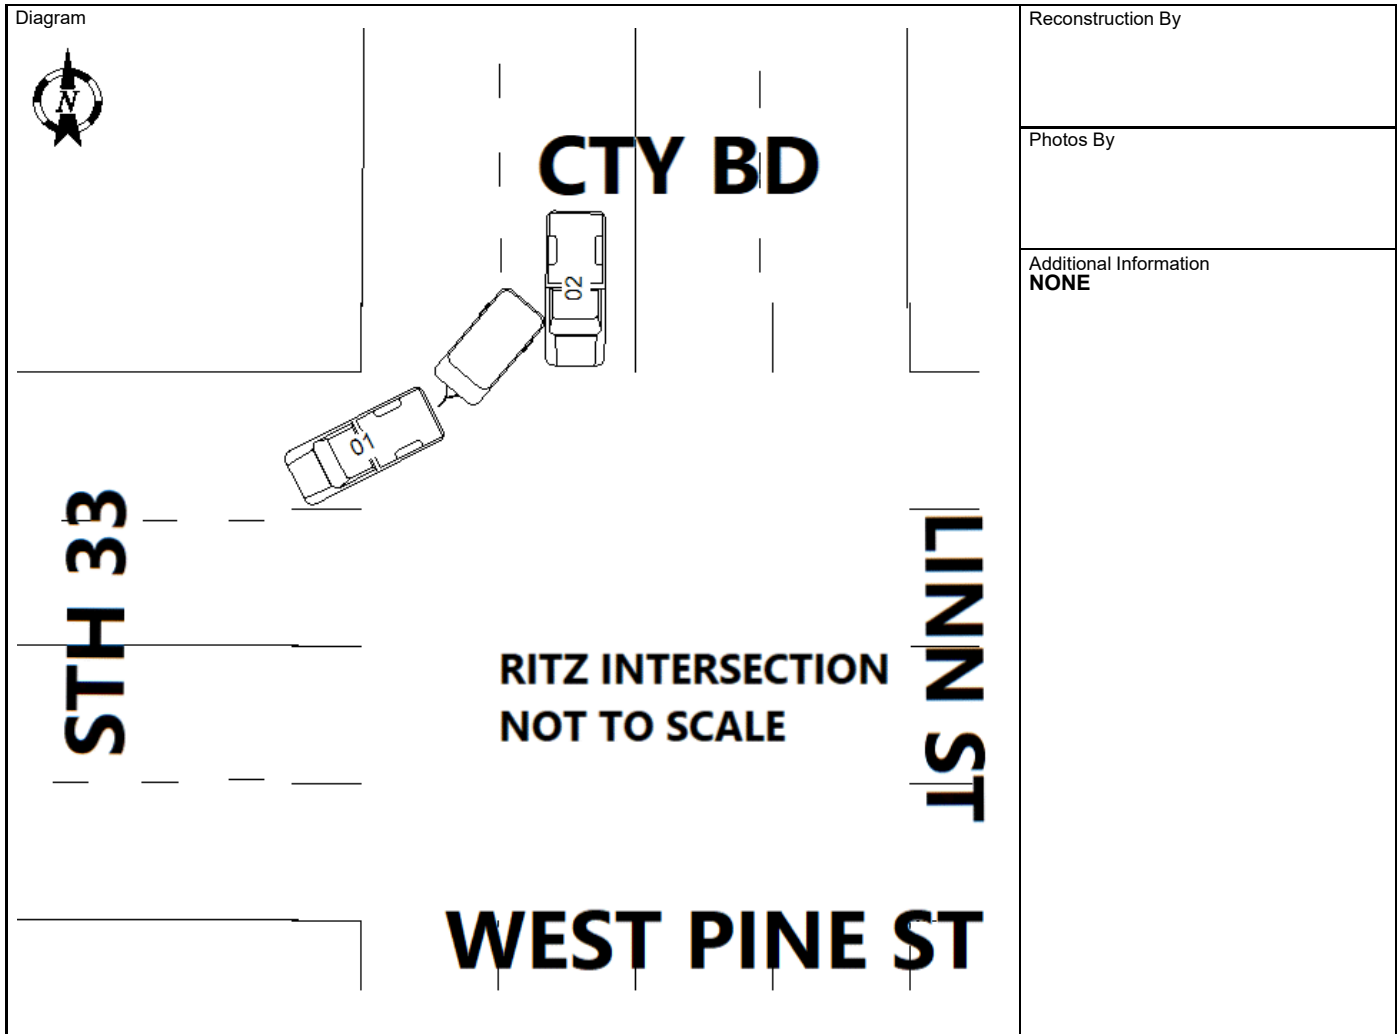 Diagram
N
CTY BD
02
01
STH 33
LINN ST
RITZ INTERSECTION
NOT TO SCALE
WEST PINE ST
Reconstruction By
Photos By
Additional Information
NONE